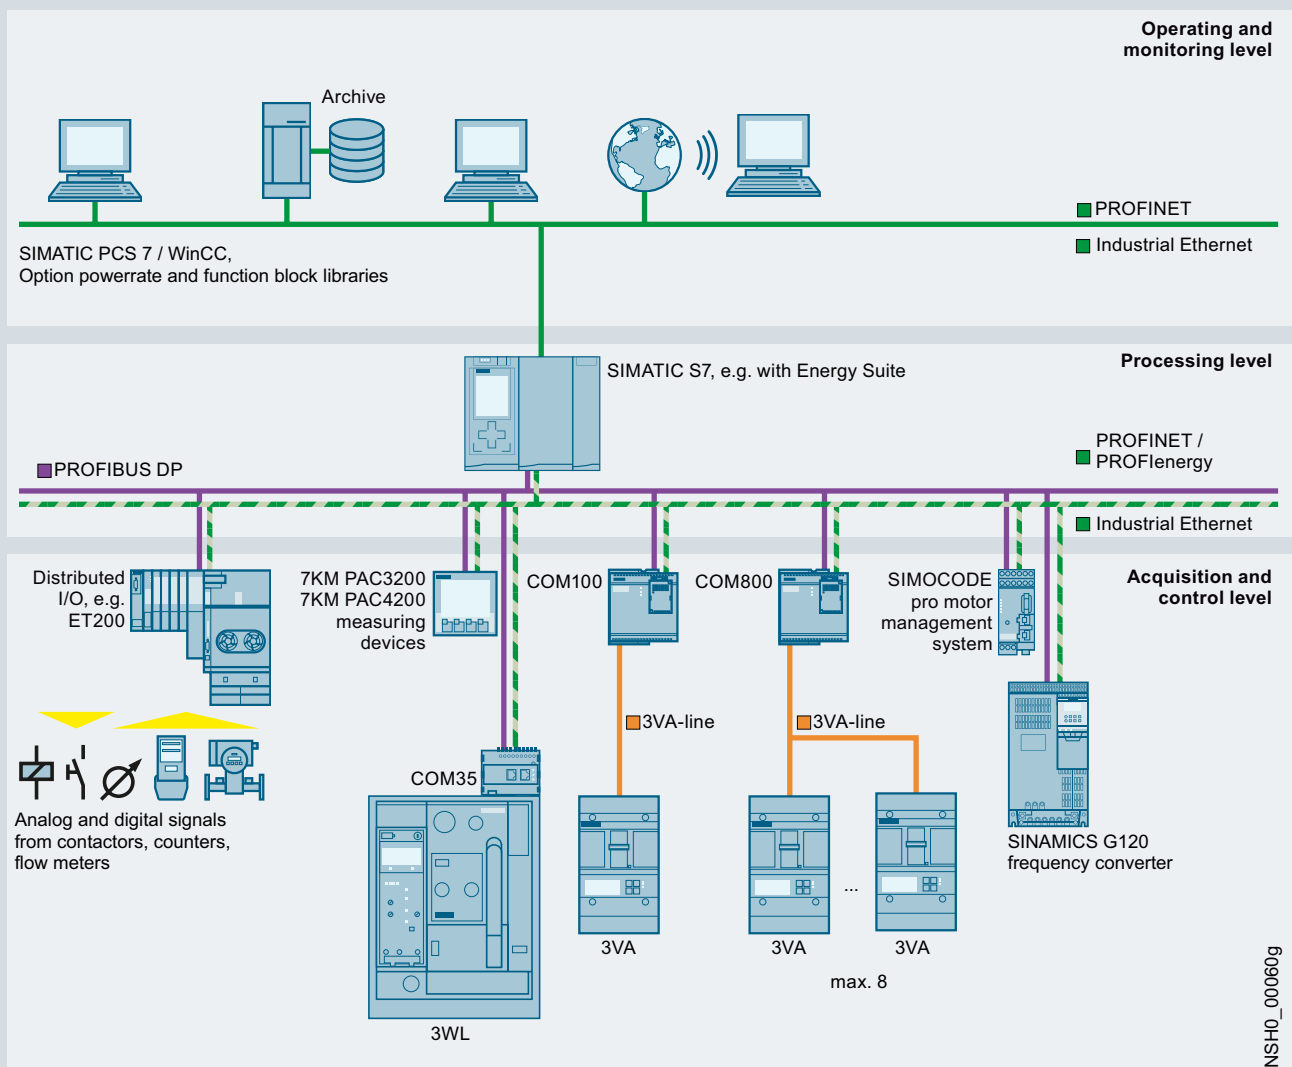 Operating and
monitoring level
Archive
PROFINET
Industrial Ethernet
SIMATIC PCS 7 / WinCC,
Option powerrate and function block libraries
Processing level
SIMATIC S7, e.g. with Energy Suite
PROFIBUS DP
PROFINET /
PROFIenergy
Industrial Ethernet
Acquisition and
control level
Distributed
I/O, e.g.
ET200
7KM PAC3200
7KM PAC4200
measuring
devices
COM100
COM800
SIMOCODE
pro motor
management
system
3VA-line
3VA-line
COM35
Analog and digital signals
from contactors, counters,
flow meters
SINAMICS G120
frequency converter
...
3VA
3VA
3VA
max. 8
3WL
NSH0_00060g